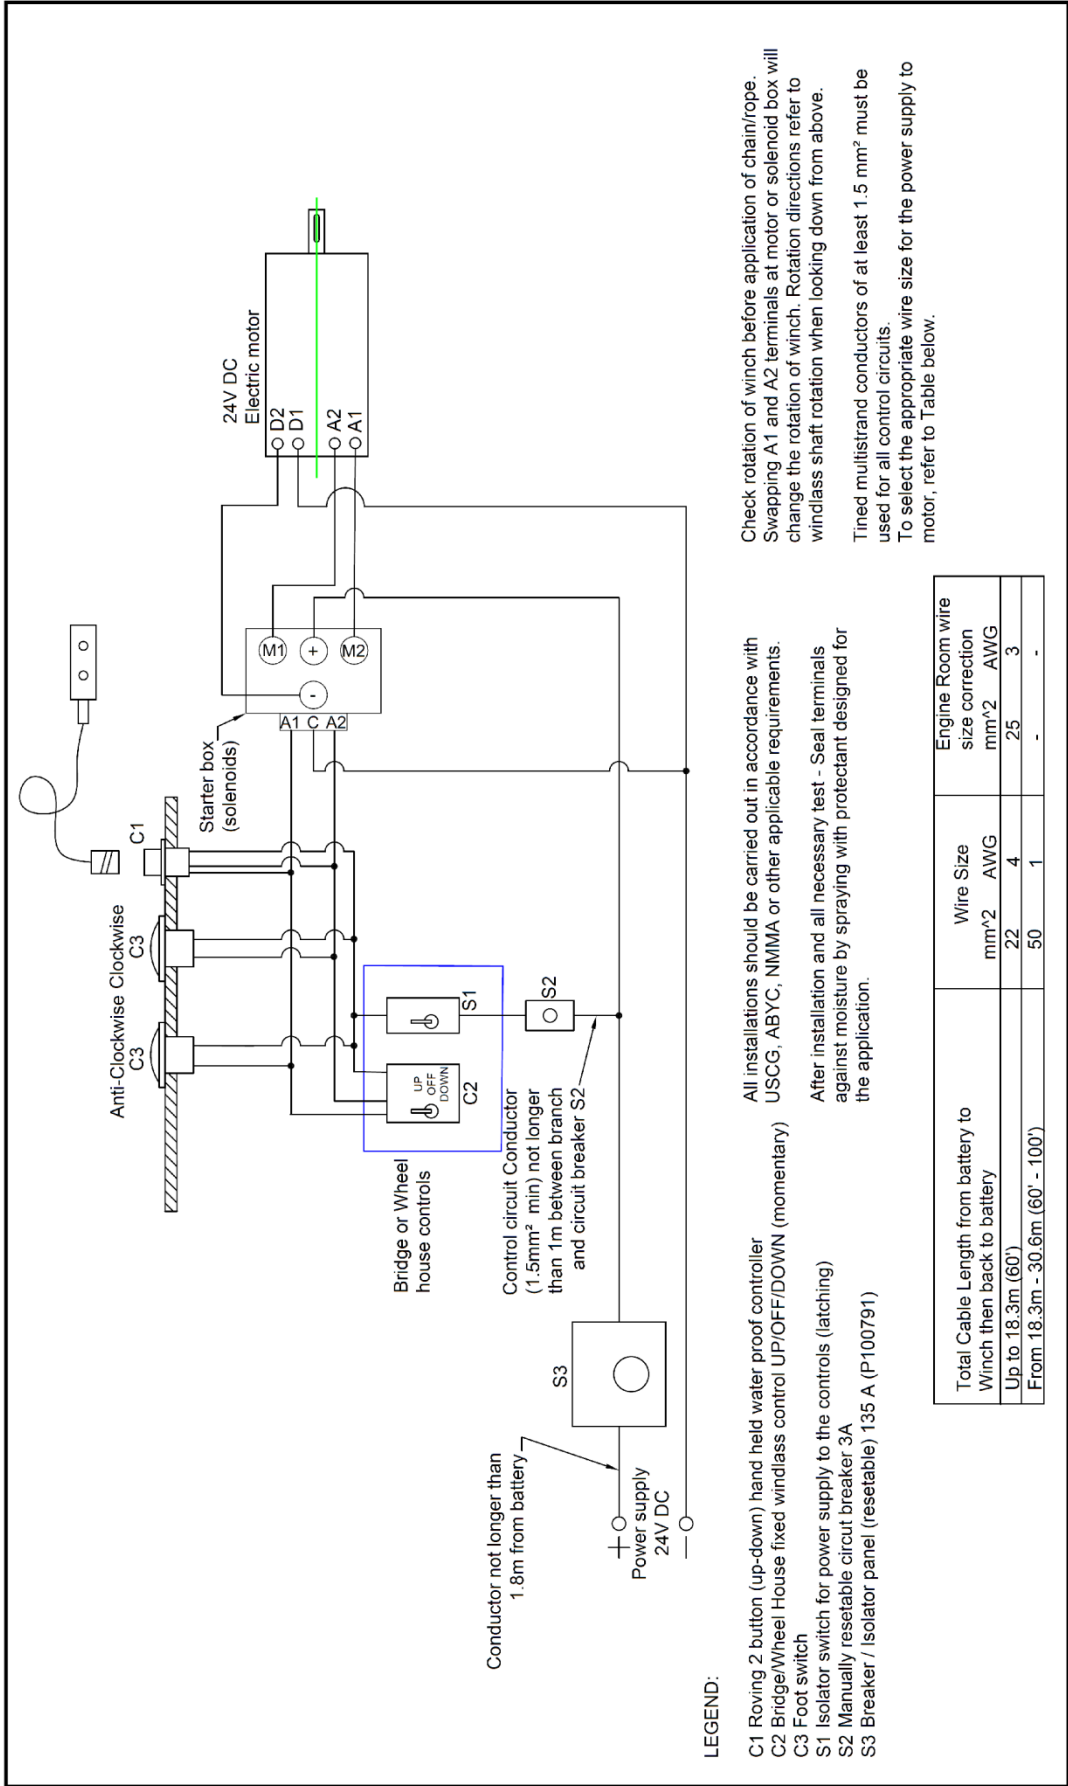 Anti-Clockwise Clockwise
C3
C3
C1
Starter box
(solenoids)
A1 C A2
-
M1
+
M2
24V DC
Electric motor
D2
D1
A2
A1
Bridge or Wheel
house controls
UP
OFF
DOWN
C2
S1
S2
Control circuit Conductor
(1.5mm² min) not longer
than 1m between branch
and circuit breaker S2
Conductor not longer than
1.8m from battery
S3
+
Power supply
24V DC
-
LEGEND:
C1 Roving 2 button (up-down) hand held water proof controller
C2 Bridge/Wheel House fixed windlass control UP/OFF/DOWN (momentary)
C3 Foot switch
S1 Isolator switch for power supply to the controls (latching)
S2 Manually resetable circut breaker 3A
S3 Breaker / Isolator panel (resetable) 135 A (P100791)
All installations should be carried out in accordance with
USCG, ABYC, NMMA or other applicable requirements.
After installation and all necessary test - Seal terminals
against moisture by spraying with protectant designed for
the application.
Check rotation of winch before application of chain/rope.
Swapping A1 and A2 terminals at motor or solenoid box will
change the rotation of winch. Rotation directions refer to
windlass shaft rotation when looking down from above.
Tined multistrand conductors of at least 1.5 mm² must be
used for all control circuits.
To select the appropriate wire size for the power supply to
motor, refer to Table below.
Total Cable Length from battery to
Winch then back to battery
Wire Size
mm^2 AWG
Engine Room wire
size correction
mm^2 AWG
Up to 18.3m (60') 22 4 25 3
From 18.3m - 30.6m (60' - 100') 50 1 - -